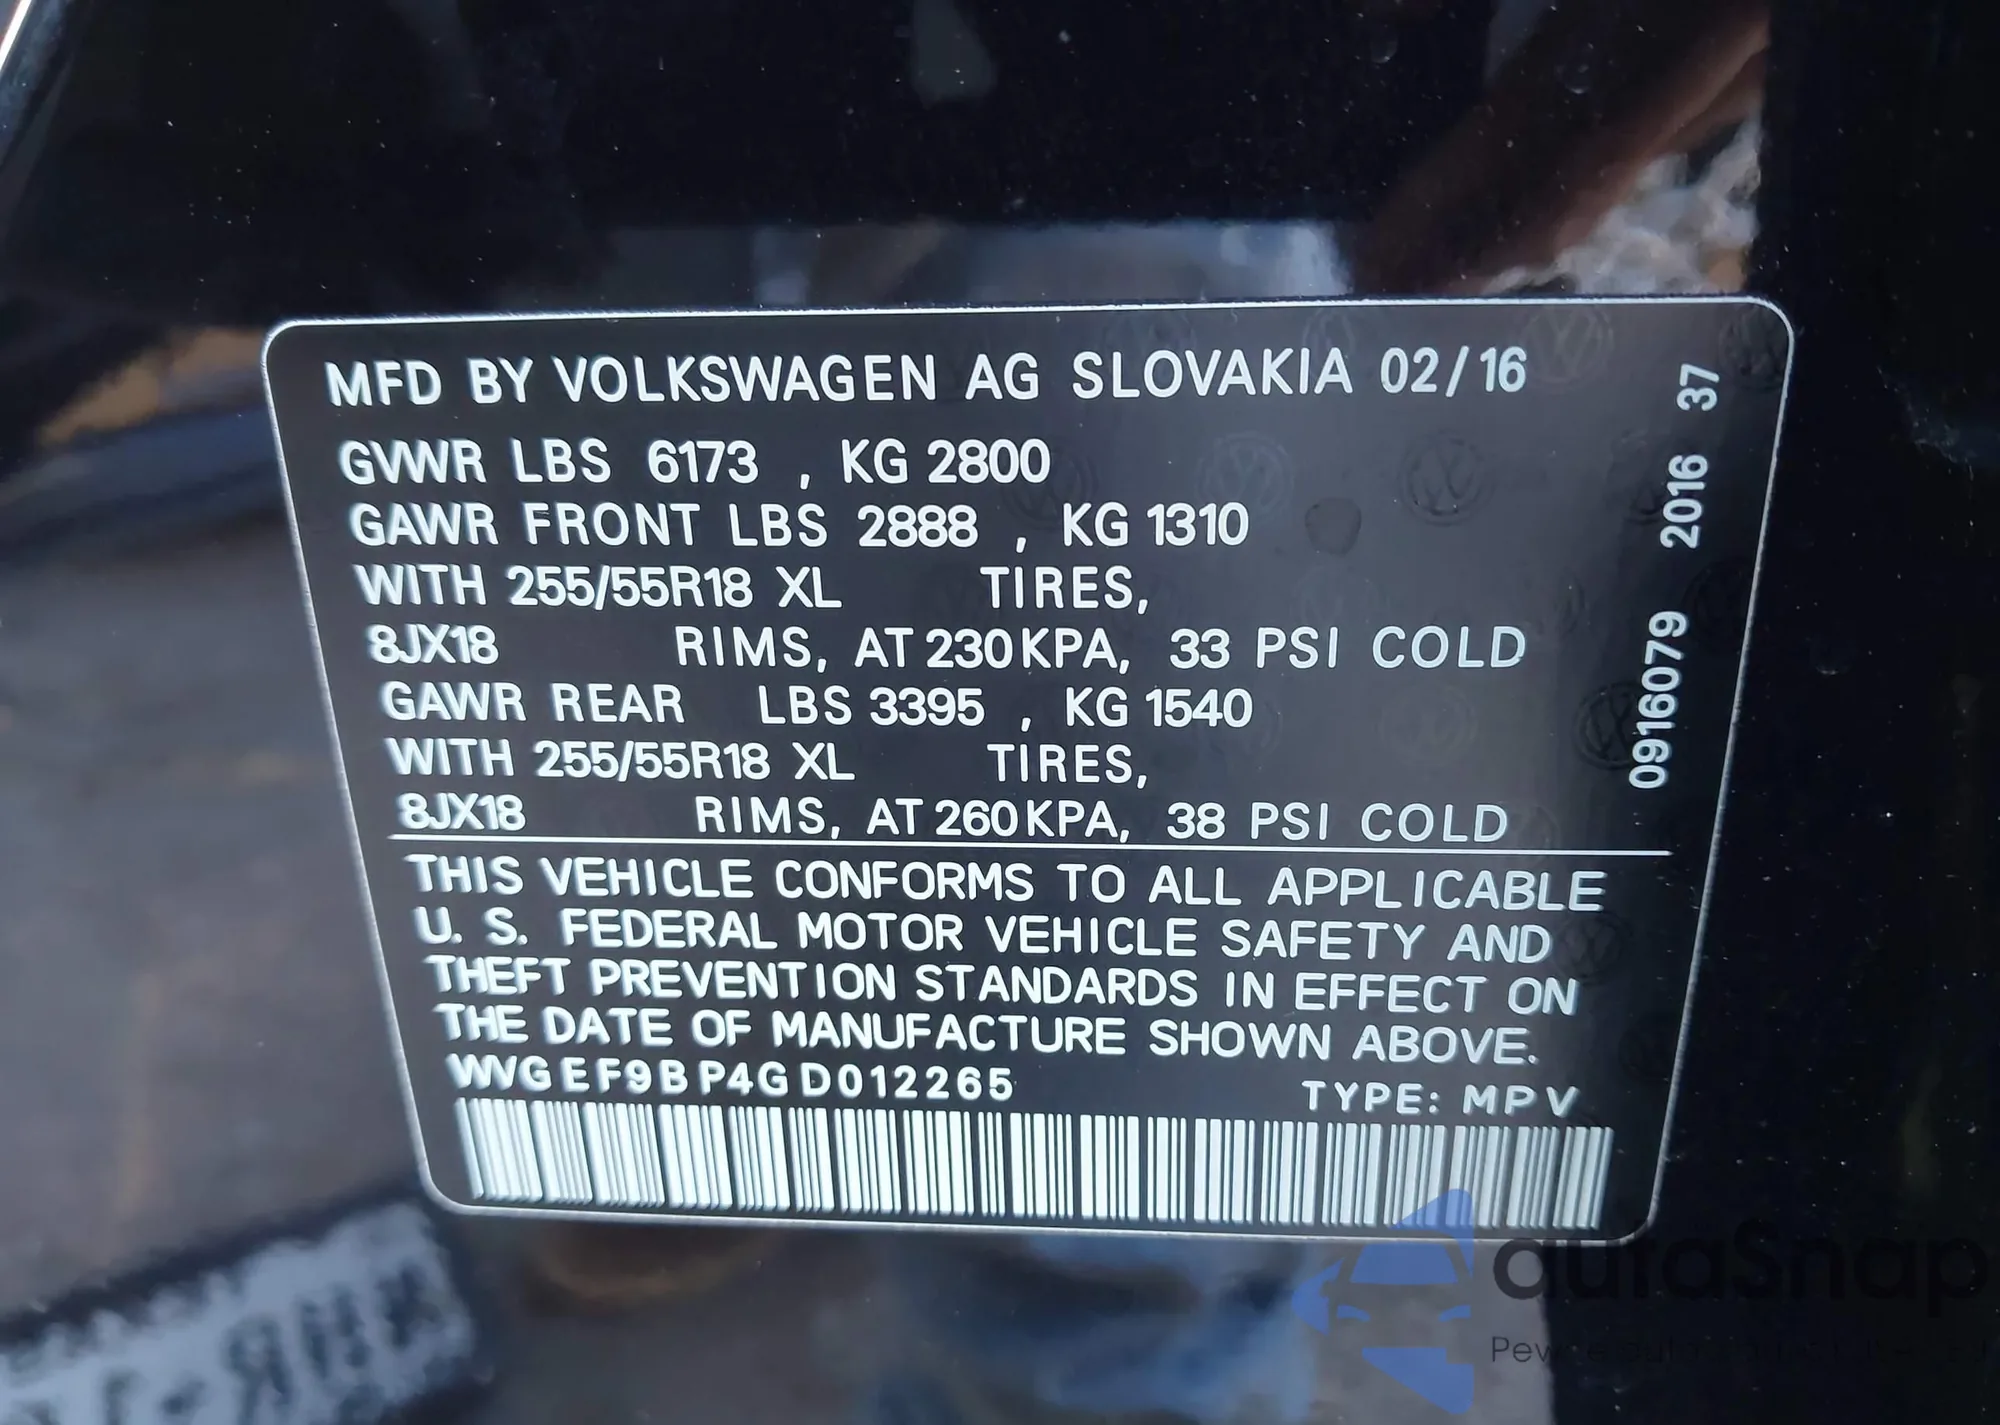 MFD BY VOLKSWAGEN AG SLOVAKIA 02/16
GVWR LBS 6173 , KG 2800
GAWR FRONT LBS 2888 , KG 1310
WITH 255/55R18 XL TIRES,
8JX18 RIMS, AT 230KPA, 33 PSI COLD
GAWR REAR LBS 3395 , KG 1540
WITH 255/55R18 XL TIRES,
8JX18 RIMS, AT 260KPA, 38 PSI COLD
THIS VEHICLE CONFORMS TO ALL APPLICABLE
U. S. FEDERAL MOTOR VEHICLE SAFETY AND
THEFT PREVENTION STANDARDS IN EFFECT ON
THE DATE OF MANUFACTURE SHOWN ABOVE.
WVGEF9BP4GD012265 TYPE: MPV
0916079 2016 37
autaSnap